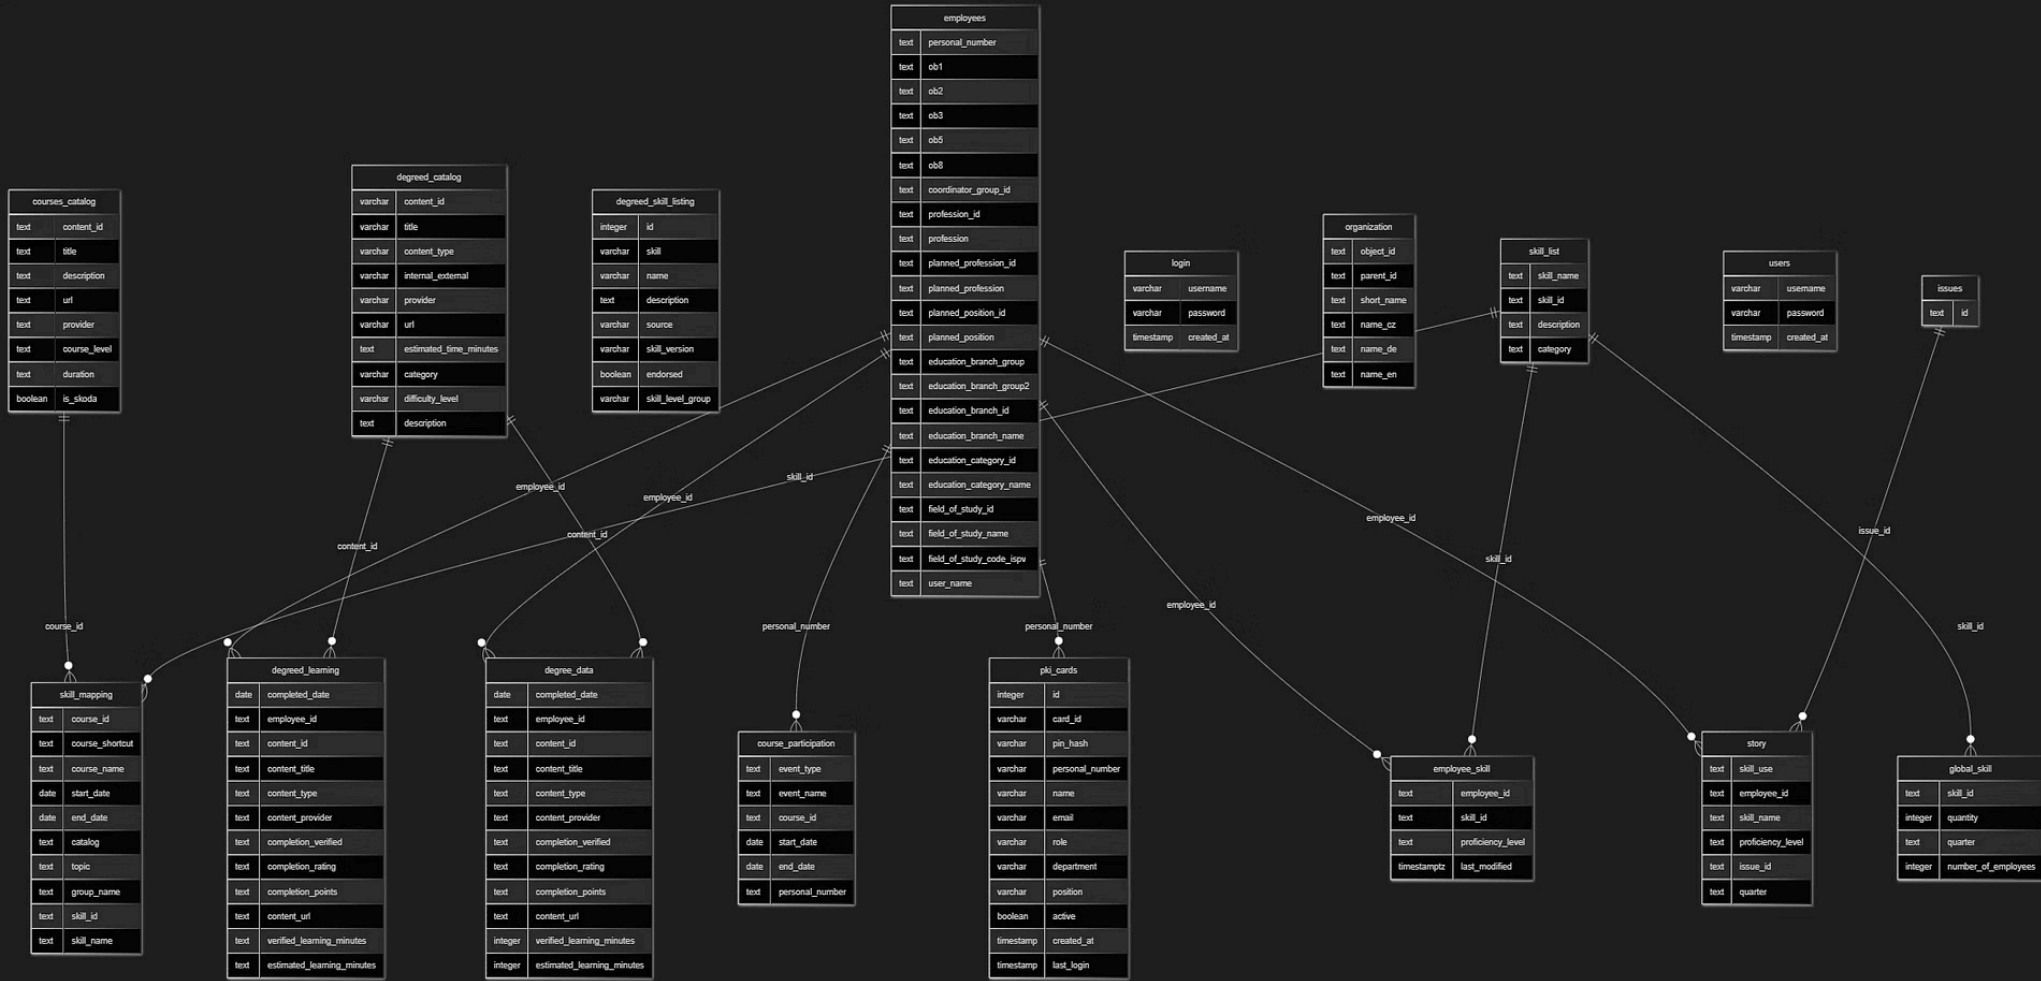 employees
text personal_number
text ob1
text ob2
text ob3
text ob5
text ob8
text coordinator_group_id
text profession_id
text profession
text planned_profession_id
text planned_profession
text planned_position_id
text planned_position
text education_branch_group
text education_branch_group2
text education_branch_id
text education_branch_name
text education_category_id
text education_category_name
text field_of_study_id
text field_of_study_name
text field_of_study_code_ispv
text user_name
degreed_catalog
varchar content_id
varchar title
varchar content_type
varchar internal_external
varchar provider
varchar url
text estimated_time_minutes
varchar category
varchar difficulty_level
text description
courses_catalog
text content_id
text title
text description
text url
text provider
text course_level
text duration
boolean is_skoda
degreed_skill_listing
integer id
varchar skill
varchar name
text description
varchar source
varchar skill_version
boolean endorsed
varchar skill_level_group
login
varchar username
varchar password
timestamp created_at
organization
text object_id
text parent_id
text short_name
text name_cz
text name_de
text name_en
skill_list
text skill_name
text skill_id
text description
text category
users
varchar username
varchar password
timestamp created_at
issues
text id
skill_id
employee_id
employee_id
content_id
content_id
employee_id
issue_id
skill_id
employee_id
course_id
personal_number
personal_number
skill_id
skill_mapping
text course_id
text course_shortcut
text course_name
date start_date
date end_date
text catalog
text topic
text group_name
text skill_id
text skill_name
degreed_learning
date completed_date
text employee_id
text content_id
text content_title
text content_type
text content_provider
text completion_verified
text completion_rating
text completion_points
text content_url
text verified_learning_minutes
text estimated_learning_minutes
degree_data
date completed_date
text employee_id
text content_id
text content_title
text content_type
text content_provider
text completion_verified
text completion_rating
text completion_points
text content_url
integer verified_learning_minutes
integer estimated_learning_minutes
course_participation
text event_type
text event_name
text course_id
date start_date
date end_date
text personal_number
pki_cards
integer id
varchar card_id
varchar pin_hash
varchar personal_number
varchar name
varchar email
varchar role
varchar department
varchar position
boolean active
timestamp created_at
timestamp last_login
employee_skill
text employee_id
text skill_id
text proficiency_level
timestamptz last_modified
story
text skill_use
text employee_id
text skill_name
text proficiency_level
text issue_id
text quarter
global_skill
text skill_id
integer quantity
text quarter
integer number_of_employees